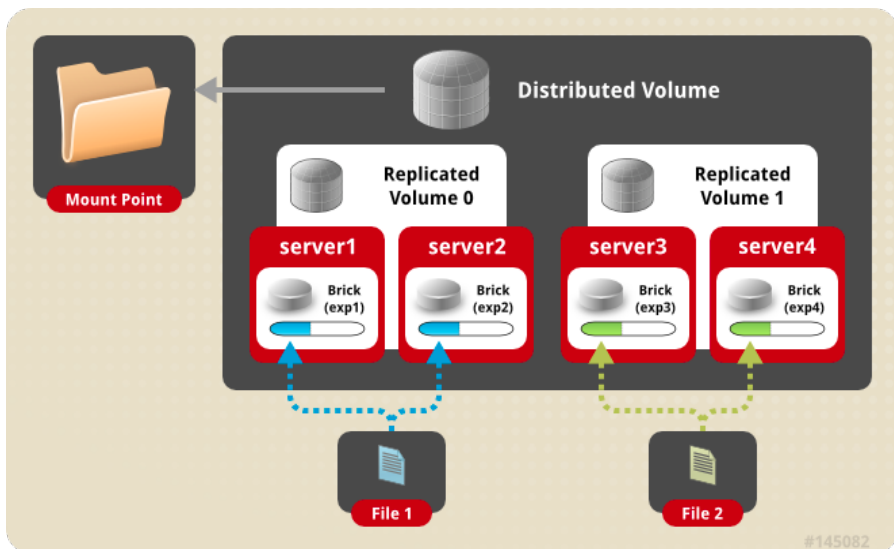 Distributed Volume
Mount Point
Replicated
Volume 0
Replicated
Volume 1
server1
server2
server3
server4
Brick
(exp1)
Brick
(exp2)
Brick
(exp3)
Brick
(exp4)
File 1
File 2
#145082